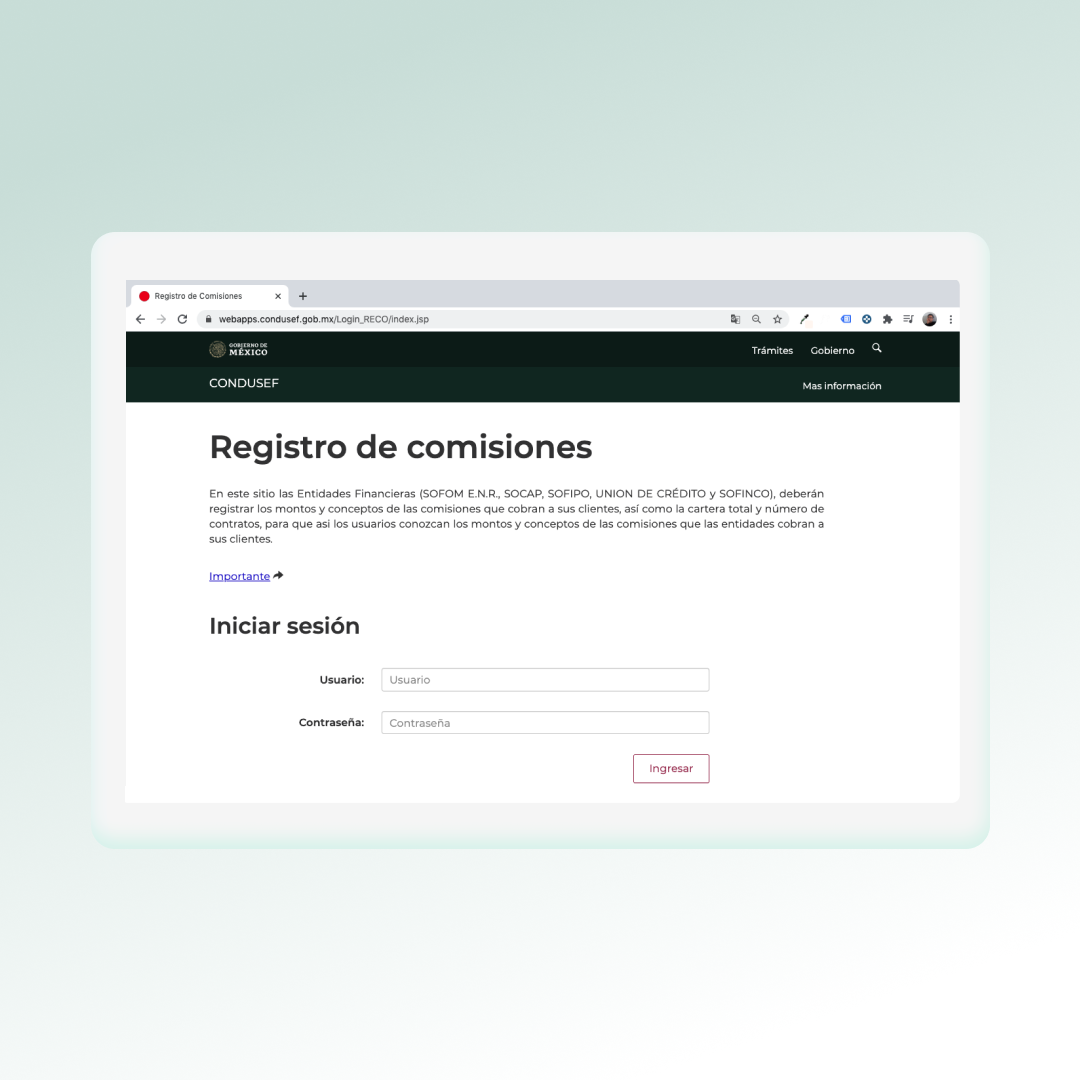 Registro de Comisiones
webapps.condusef.gob.mx/Login_RECO/index.jsp
GOBIERNO DE
MÉXICO
Trámites
Gobierno
CONDUSEF
Mas información
Registro de comisiones
En este sitio las Entidades Financieras (SOFOM E.N.R., SOCAP, SOFIPO, UNION DE CRÉDITO y SOFINCO), deberán
registrar los montos y conceptos de las comisiones que cobran a sus clientes, así como la cartera total y número de
contratos, para que asi los usuarios conozcan los montos y conceptos de las comisiones que las entidades cobran a
sus clientes.
Importante
Iniciar sesión
Usuario:
Usuario
Contraseña:
Contraseña
Ingresar